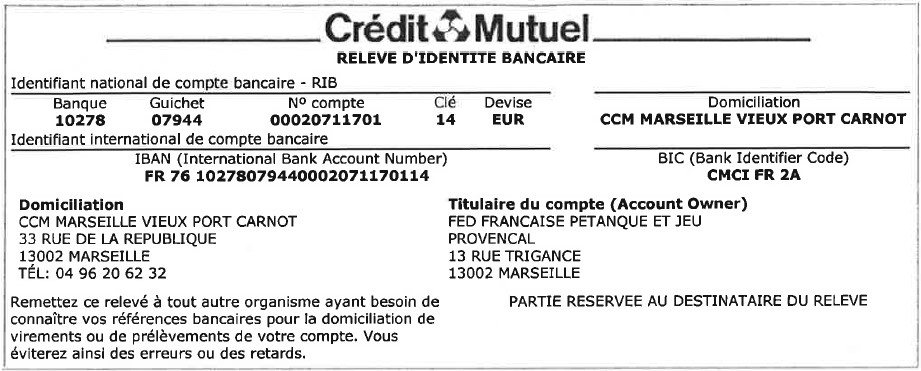 Crédit Mutuel
RELEVE D'IDENTITE BANCAIRE
Identifiant national de compte bancaire - RIB
Banque Guichet N° compte Clé Devise
10278 07944 00020711701 14 EUR
Domiciliation
CCM MARSEILLE VIEUX PORT CARNOT
Identifiant international de compte bancaire
IBAN (International Bank Account Number)
FR 76 10278079440002071170114
BIC (Bank Identifier Code)
CMCI FR 2A
Domiciliation
CCM MARSEILLE VIEUX PORT CARNOT
33 RUE DE LA REPUBLIQUE
13002 MARSEILLE
TÉL: 04 96 20 62 32
Titulaire du compte (Account Owner)
FED FRANCAISE PETANQUE ET JEU
PROVENCAL
13 RUE TRIGANCE
13002 MARSEILLE
Remettez ce relevé à tout autre organisme ayant besoin de
connaître vos références bancaires pour la domiciliation de
virements ou de prélèvements de votre compte. Vous
éviterez ainsi des erreurs ou des retards.
PARTIE RESERVEE AU DESTINATAIRE DU RELEVE